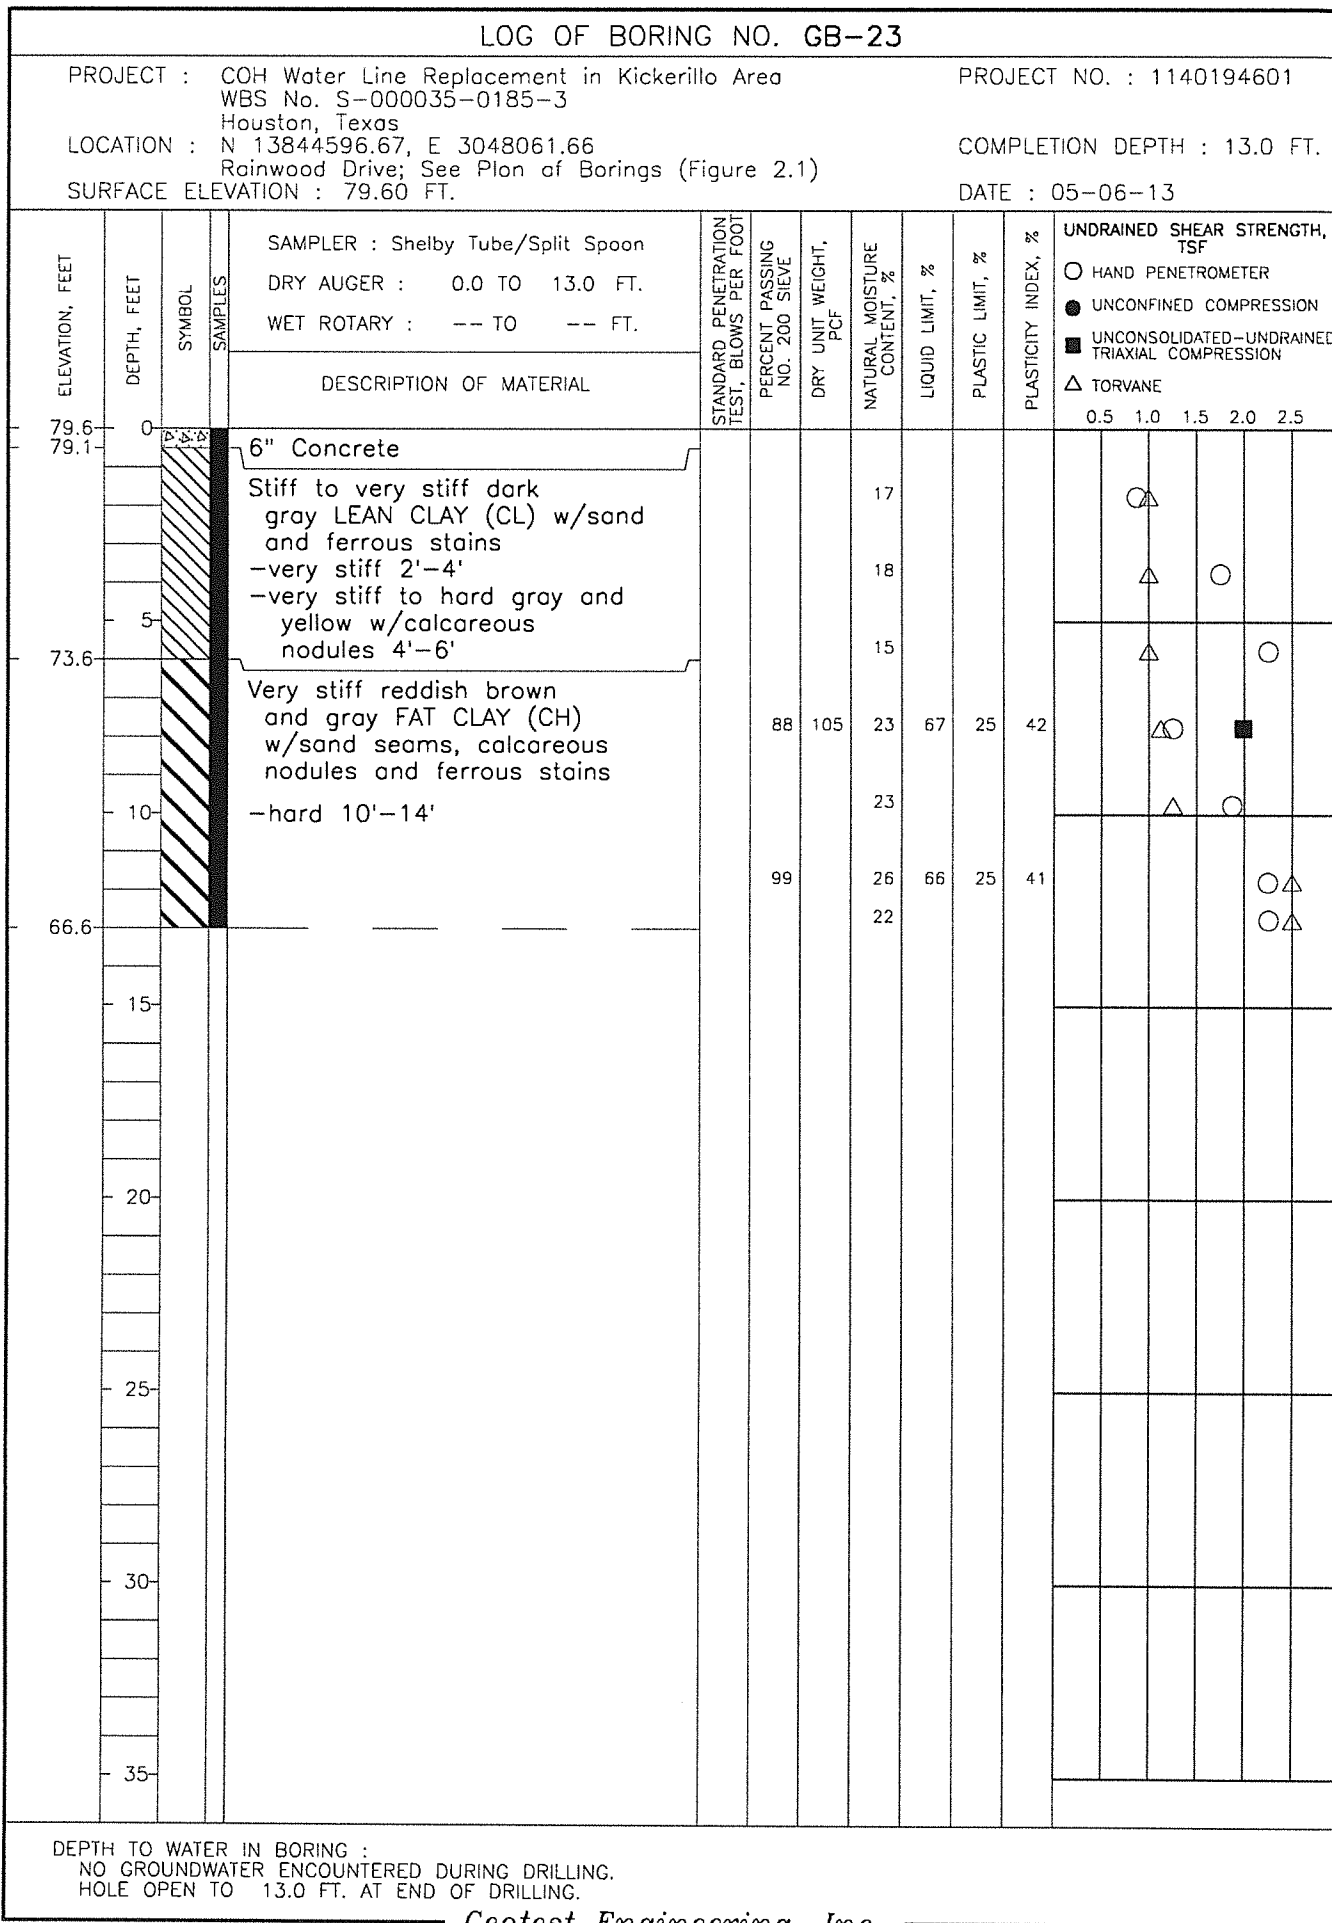 LOG OF BORING NO. GB-23
PROJECT : COH Water Line Replacement in Kickerillo Area
PROJECT NO. : 1140194601
WBS No. S-000035-0185-3
Houston, Texas
LOCATION : N 13844596.67, E 3048061.66
COMPLETION DEPTH : 13.0 FT.
Rainwood Drive; See Plan of Borings (Figure 2.1)
SURFACE ELEVATION : 79.60 FT.
DATE : 05-06-13
ELEVATION, FEET
DEPTH, FEET
SYMBOL
SAMPLES
SAMPLER : Shelby Tube/Split Spoon
DRY AUGER : 0.0 TO 13.0 FT.
WET ROTARY : -- TO -- FT.
DESCRIPTION OF MATERIAL
STANDARD PENETRATION
TEST, BLOWS PER FOOT
PERCENT PASSING
NO. 200 SIEVE
DRY UNIT WEIGHT,
PCF
NATURAL MOISTURE
CONTENT, %
LIQUID LIMIT, %
PLASTIC LIMIT, %
PLASTICITY INDEX, %
UNDRAINED SHEAR STRENGTH,
TSF
HAND PENETROMETER
UNCONFINED COMPRESSION
UNCONSOLIDATED-UNDRAINED
TRIAXIAL COMPRESSION
TORVANE
0.5 1.0 1.5 2.0 2.5
79.6 0
79.1
6" Concrete
Stiff to very stiff dark
17
gray LEAN CLAY (CL) w/sand
and ferrous stains
-very stiff 2'-4'
18
-very stiff to hard gray and
5
yellow w/calcareous
nodules 4'-6'
15
73.6
Very stiff reddish brown
and gray FAT CLAY (CH)
88 105 23 67 25 42
w/sand seams, calcareous
nodules and ferrous stains
23
10
-hard 10'-14'
99 26 66 25 41
22
66.6
15
20
25
30
35
DEPTH TO WATER IN BORING :
NO GROUNDWATER ENCOUNTERED DURING DRILLING.
HOLE OPEN TO 13.0 FT. AT END OF DRILLING.
Geotest Engineering, Inc.